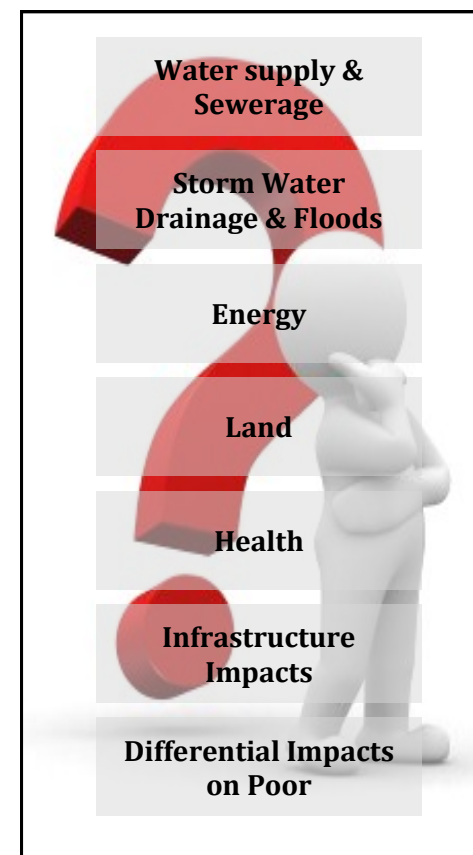 Water supply &
Sewerage
Storm Water
Drainage & Floods
Energy
Land
Health
Infrastructure
Impacts
Differential Impacts
on Poor